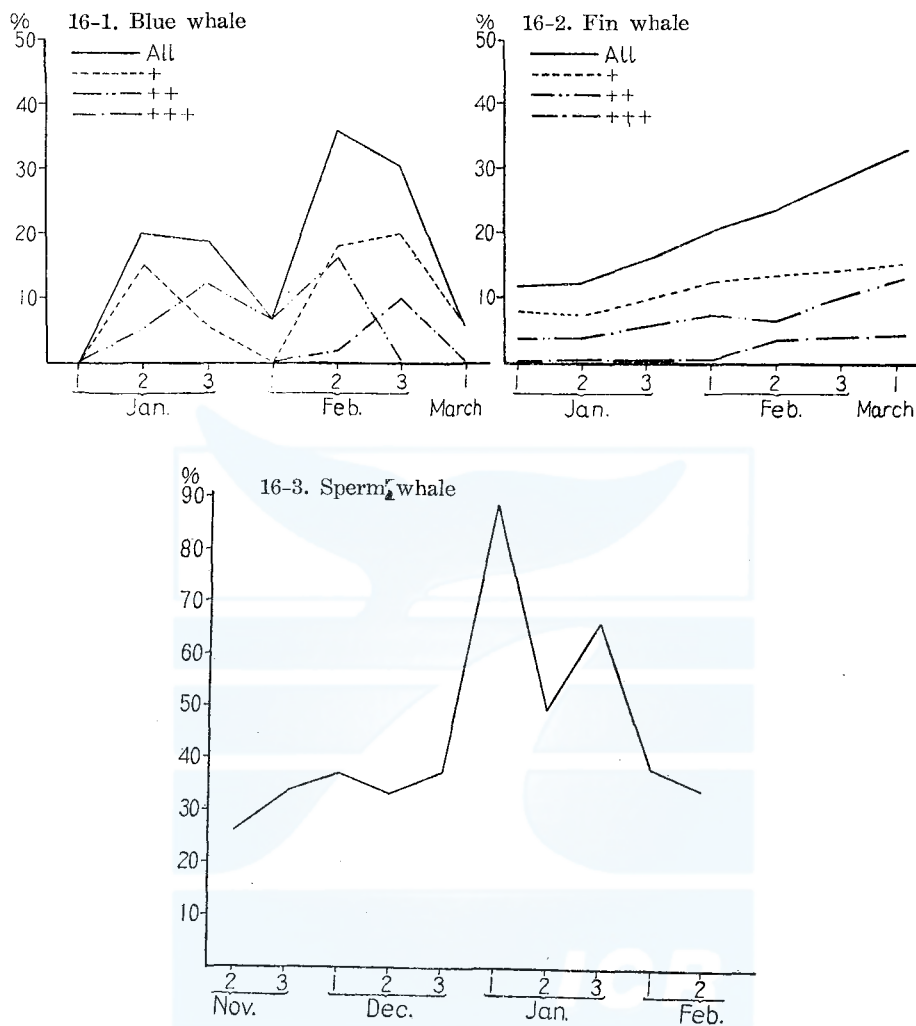 16-1. Blue whale
%
50
40
30
20
10
All
+
++
+++
1 2 3 1 2 3 1
Jan. Feb. March
16-2. Fin whale
%
50
40
30
20
10
All
+
++
+++
1 2 3 1 2 3 1
Jan. Feb. March
16-3. Sperm whale
%
90
80
70
60
50
40
30
20
10
2 3 1 2 3 1 2 3 1 2
Nov. Dec. Jan. Feb.
ICR